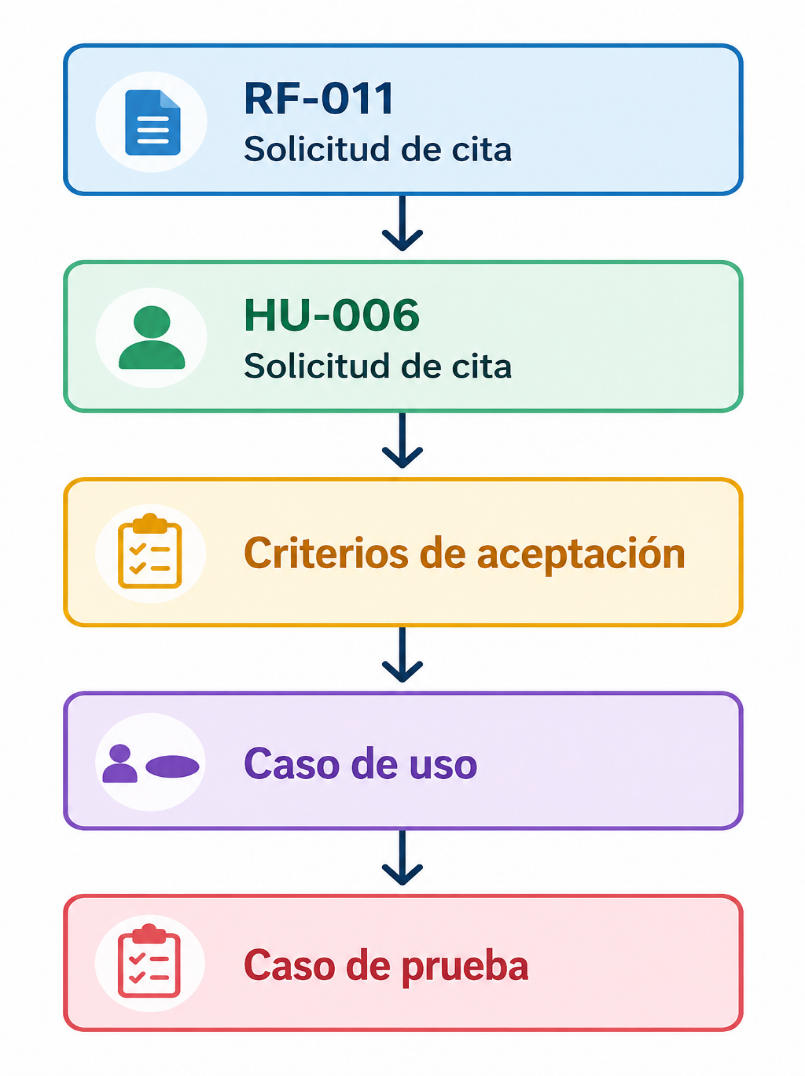 RF-011
Solicitud de cita
HU-006
Solicitud de cita
Criterios de aceptación
Caso de uso
Caso de prueba